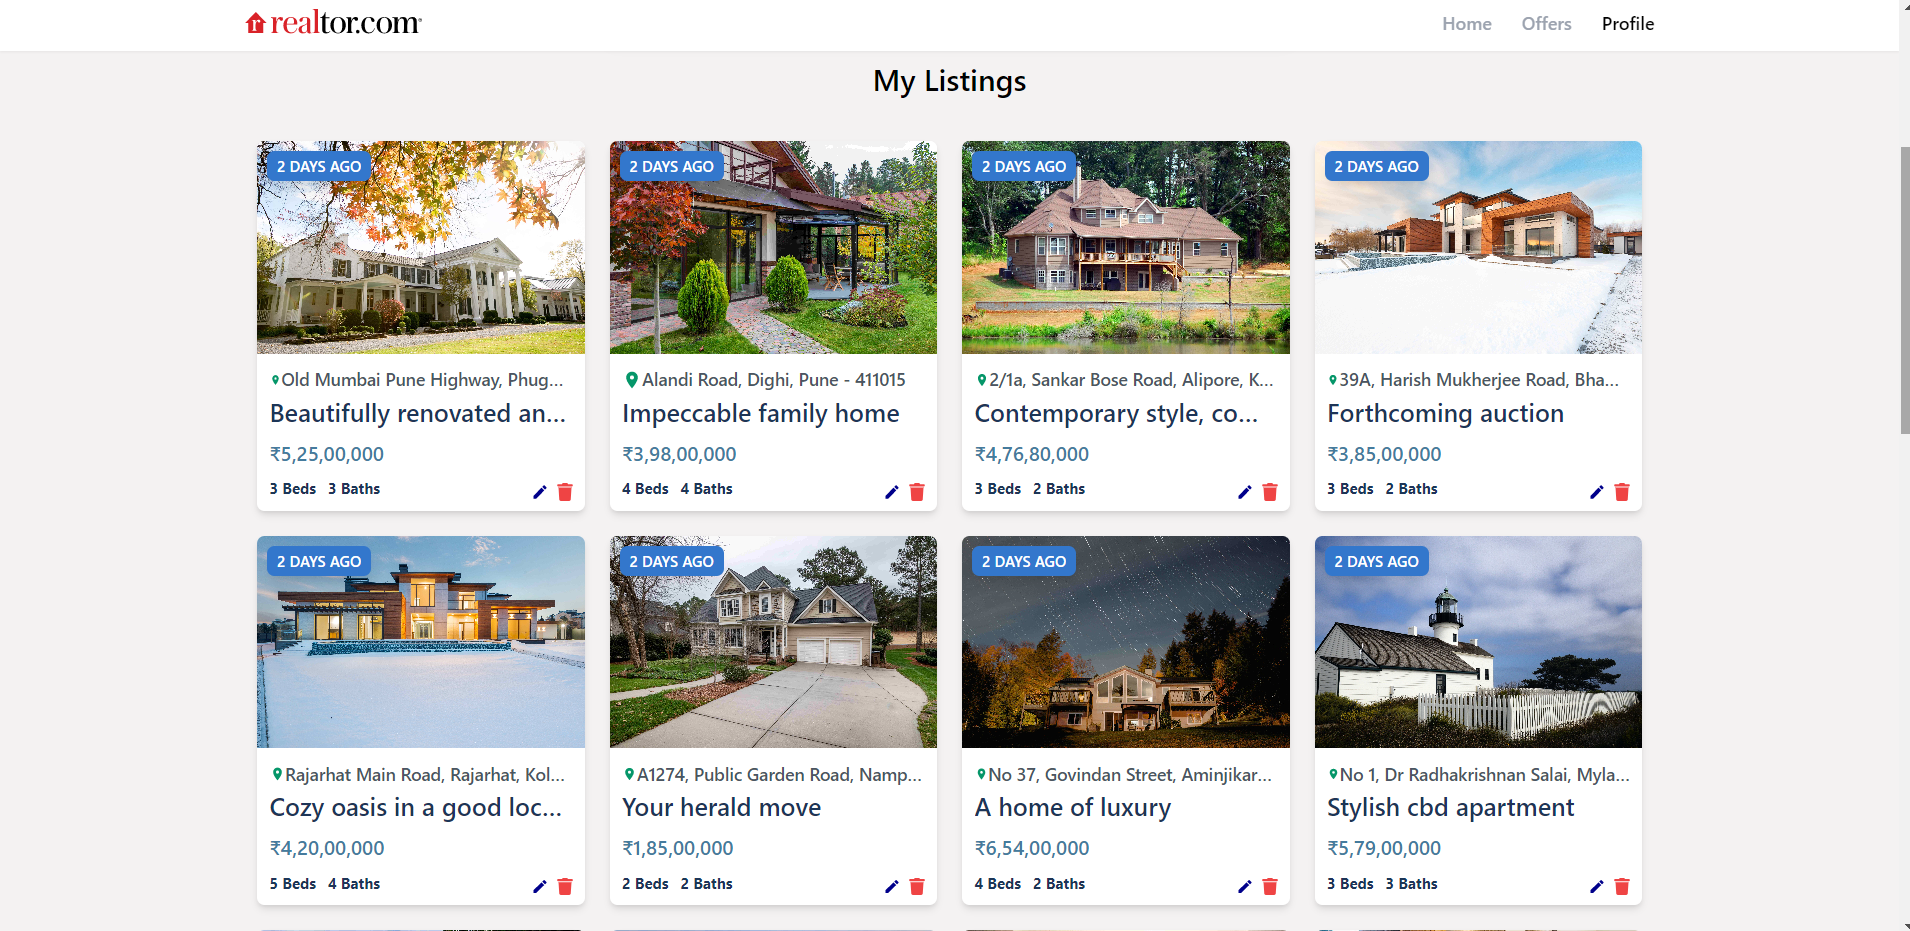 realtor.com
Home Offers Profile
My Listings
2 DAYS AGO
Old Mumbai Pune Highway, Phug...
Beautifully renovated an...
₹5,25,00,000
3 Beds 3 Baths
2 DAYS AGO
Alandi Road, Dighi, Pune - 411015
Impeccable family home
₹3,98,00,000
4 Beds 4 Baths
2 DAYS AGO
2/1a, Sankar Bose Road, Alipore, K...
Contemporary style, co...
₹4,76,80,000
3 Beds 2 Baths
2 DAYS AGO
39A, Harish Mukherjee Road, Bha...
Forthcoming auction
₹3,85,00,000
3 Beds 2 Baths
2 DAYS AGO
Rajarhat Main Road, Rajarhat, Kol...
Cozy oasis in a good loc...
₹4,20,00,000
5 Beds 4 Baths
2 DAYS AGO
A1274, Public Garden Road, Namp...
Your herald move
₹1,85,00,000
2 Beds 2 Baths
2 DAYS AGO
No 37, Govindan Street, Aminjikar...
A home of luxury
₹6,54,00,000
4 Beds 2 Baths
2 DAYS AGO
No 1, Dr Radhakrishnan Salai, Myla...
Stylish cbd apartment
₹5,79,00,000
3 Beds 3 Baths